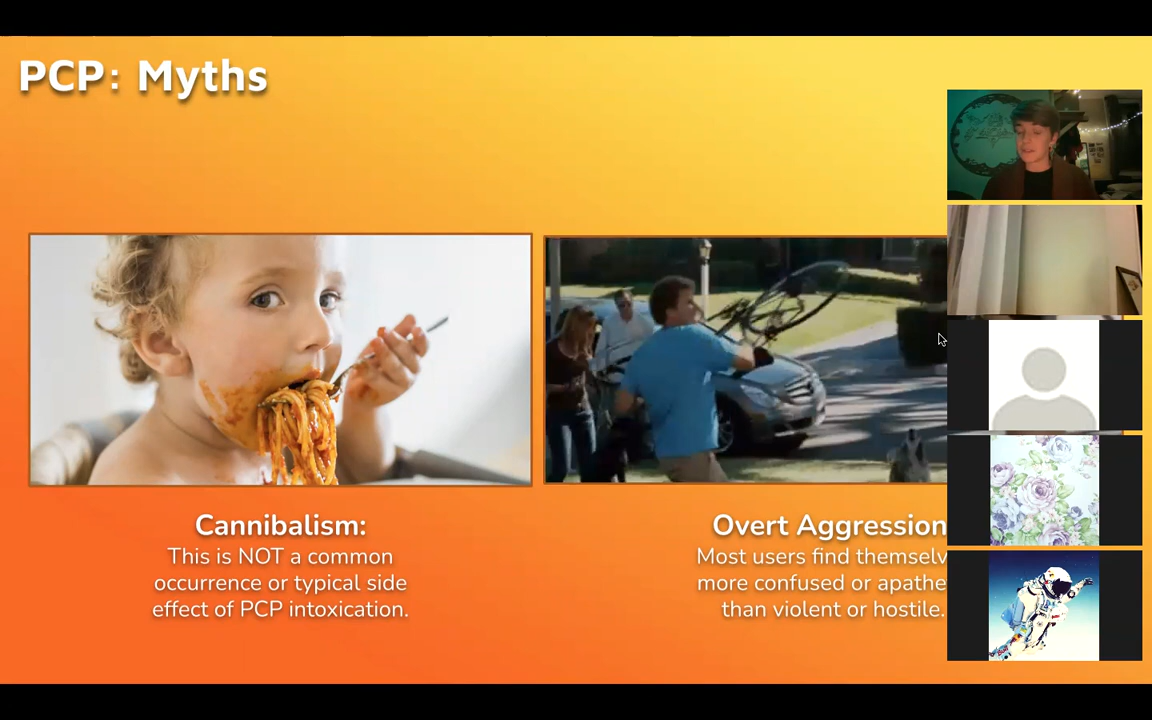 PCP: Myths
Cannibalism:
This is NOT a common
occurrence or typical side
effect of PCP intoxication.
Overt Aggression
Most users find themselv
more confused or apathe
than violent or hostile.